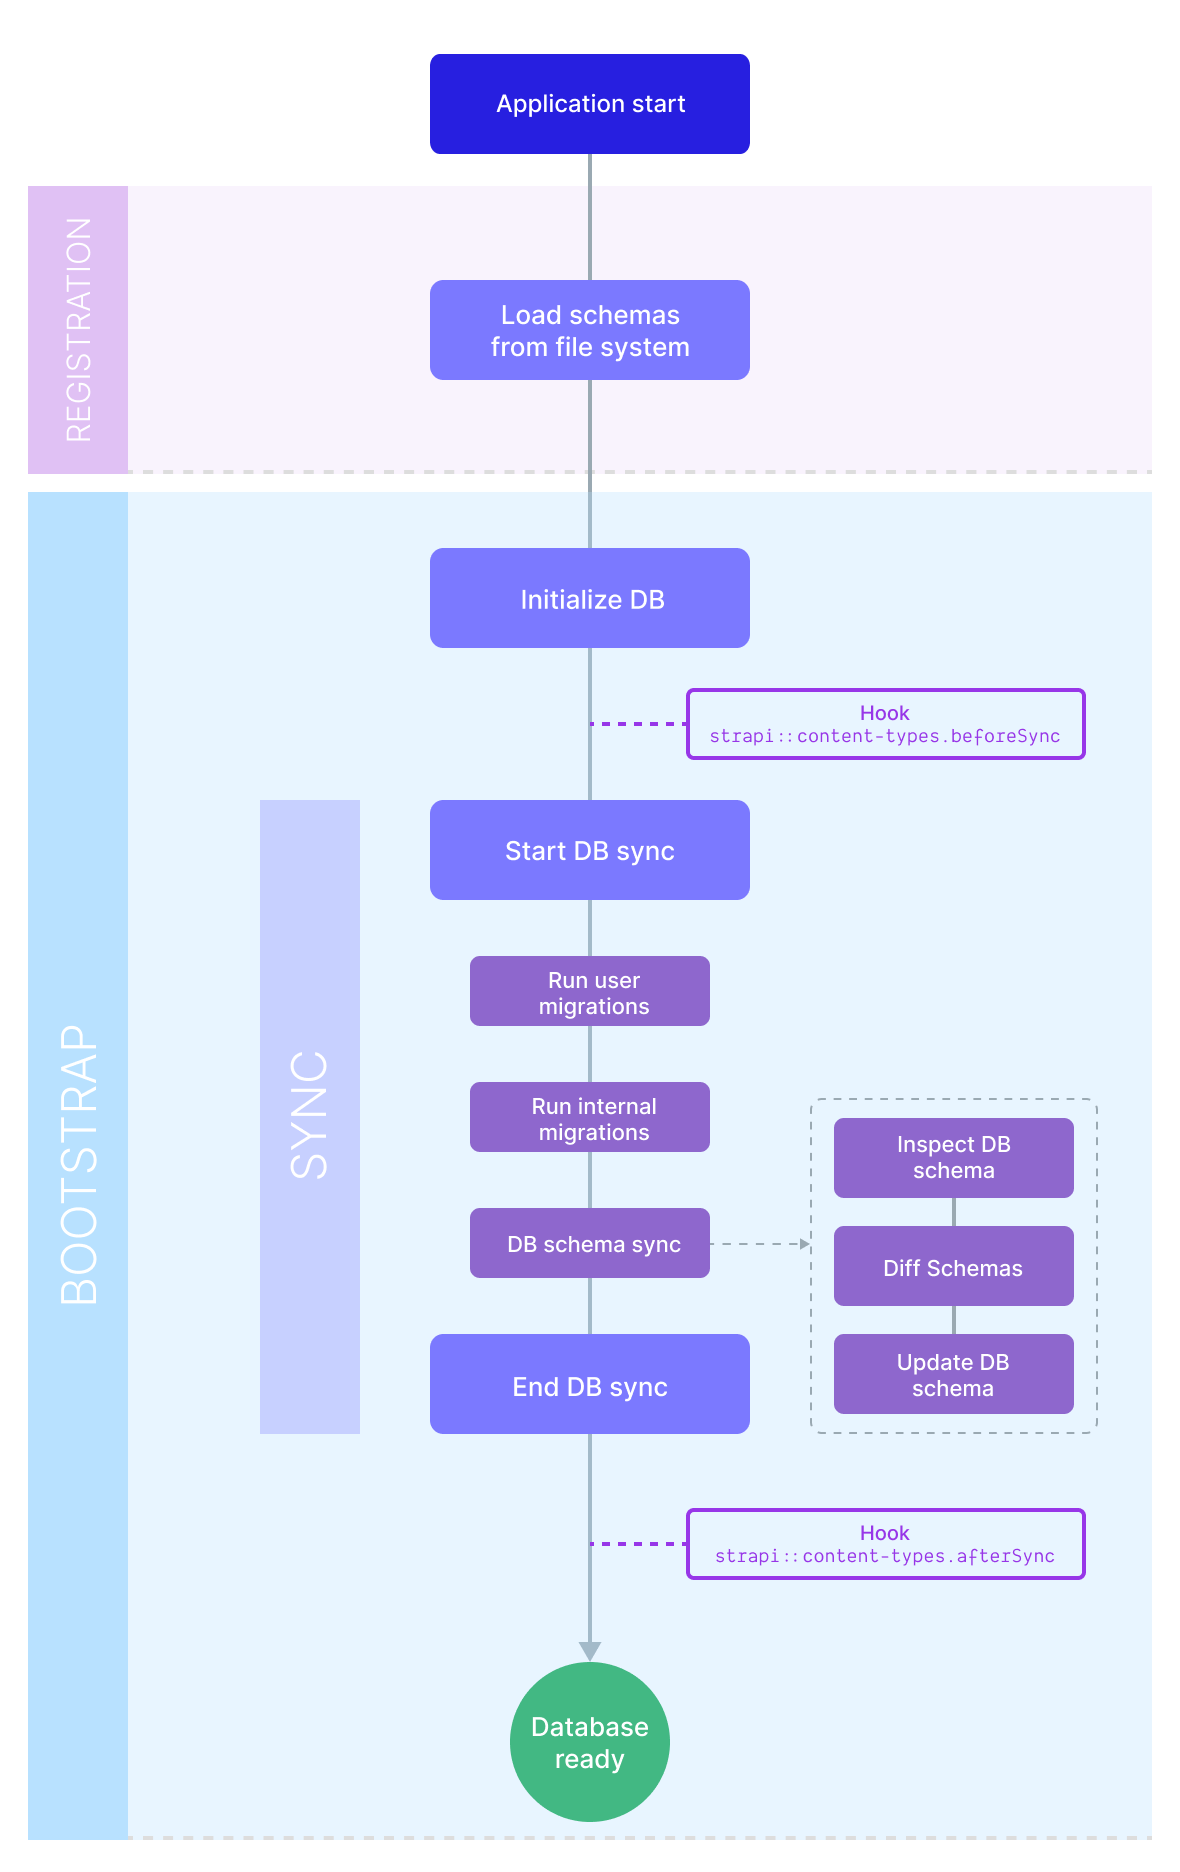 Application start
REGISTRATION
Load schemas
from file system
BOOTSTRAP
Initialize DB
Hook
strapi::content-types.beforeSync
SYNC
Start DB sync
Run user
migrations
Run internal
migrations
DB schema sync
Inspect DB
schema
Diff Schemas
Update DB
schema
End DB sync
Hook
strapi::content-types.afterSync
Database
ready